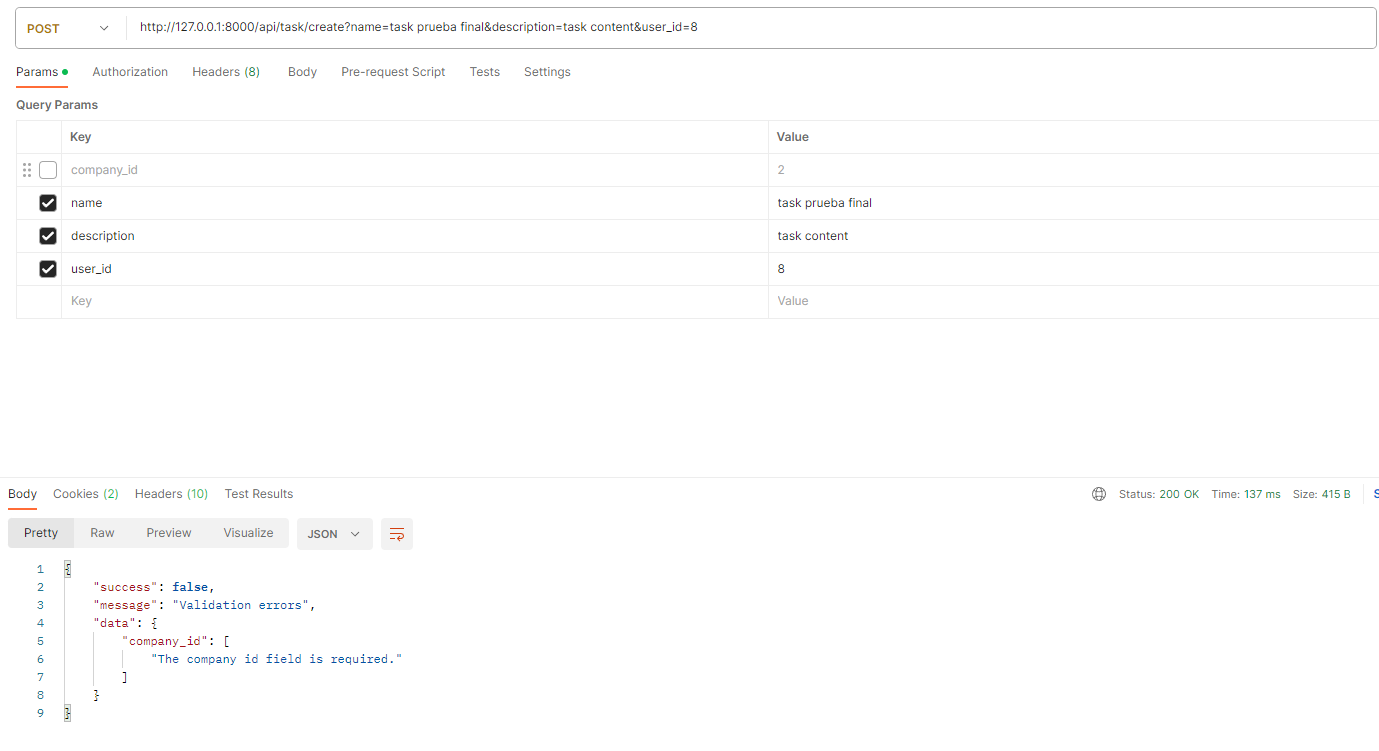 POST http://127.0.0.1:8000/api/task/create?name=task prueba final&description=task content&user_id=8
Params Authorization Headers (8) Body Pre-request Script Tests Settings
Query Params
Key Value
company_id 2
name task prueba final
description task content
user_id 8
Key Value
Body Cookies (2) Headers (10) Test Results Status: 200 OK Time: 137 ms Size: 415 B
Pretty Raw Preview Visualize JSON
1 {
2 "success": false,
3 "message": "Validation errors",
4 "data": {
5 "company_id": [
6 "The company id field is required."
7 ]
8 }
9 }